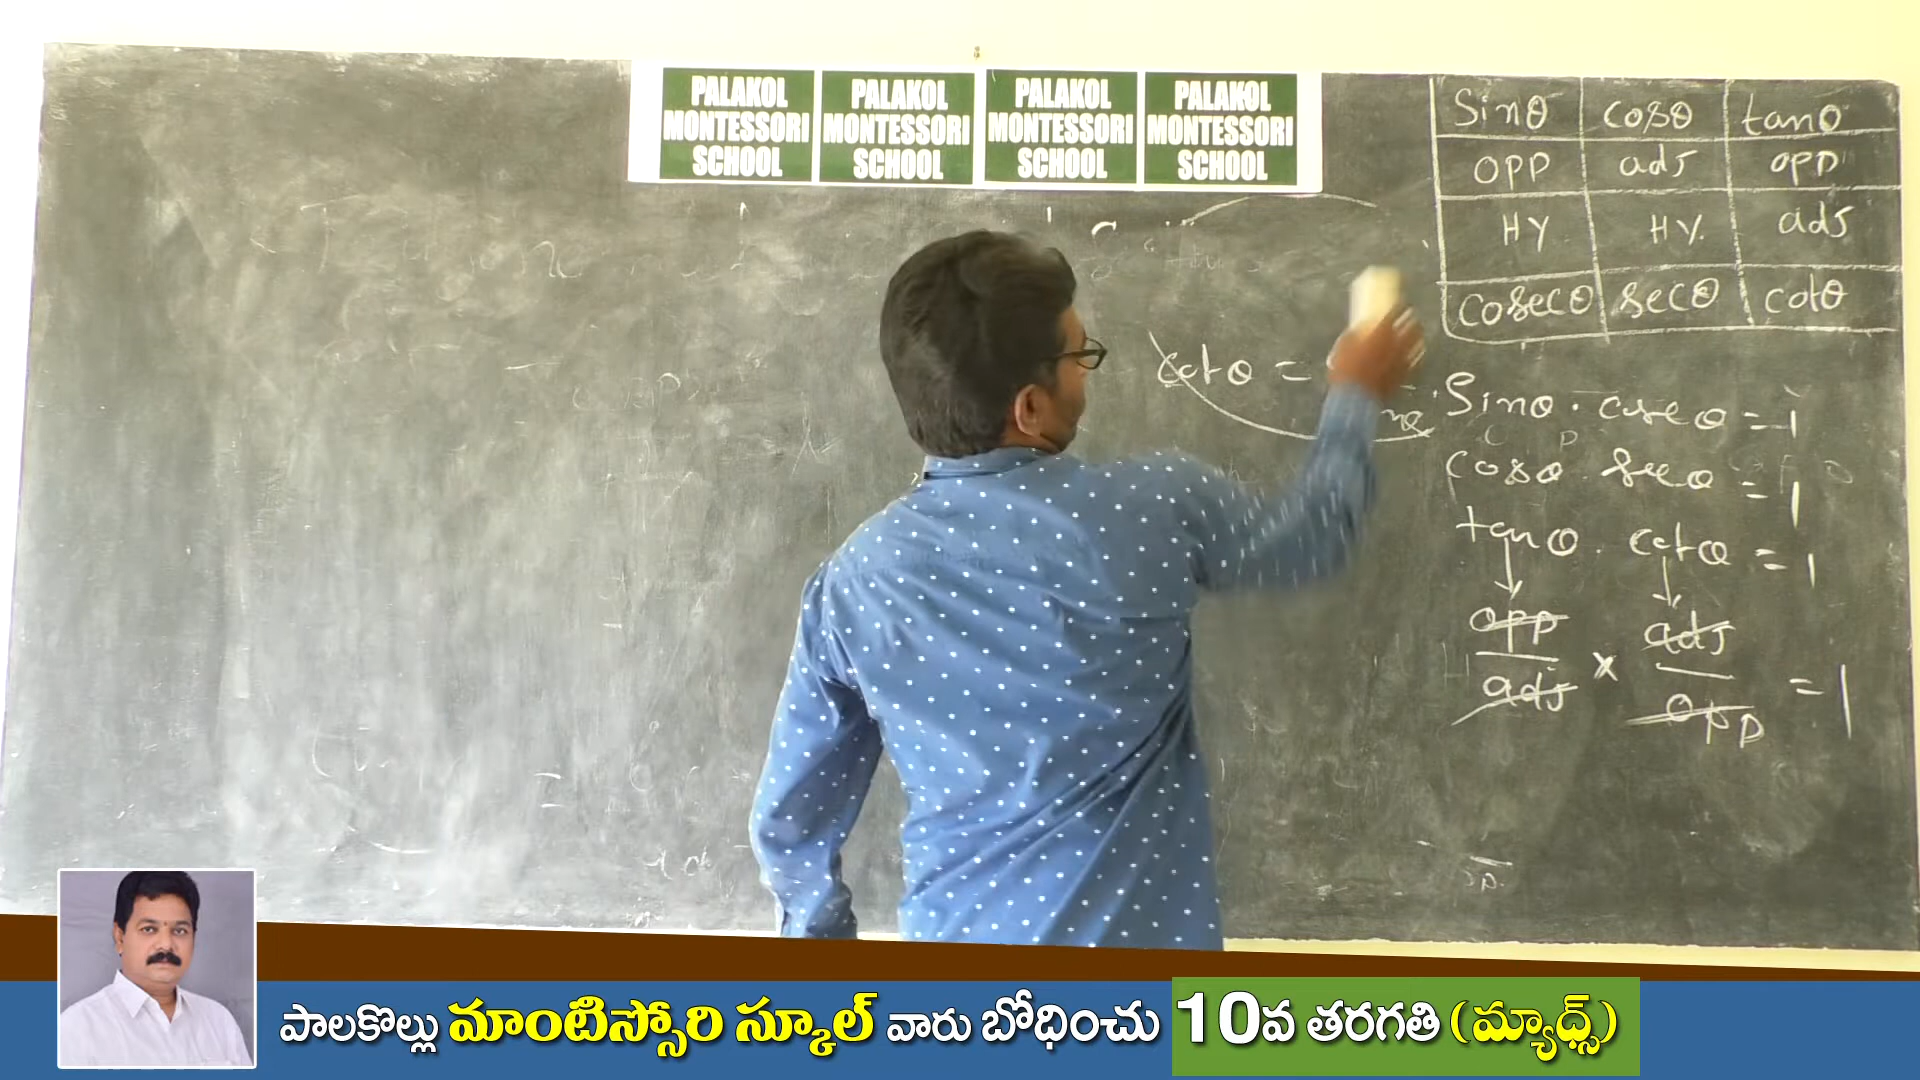 PALAKOL MONTESSORI SCHOOL
PALAKOL MONTESSORI SCHOOL
PALAKOL MONTESSORI SCHOOL
PALAKOL MONTESSORI SCHOOL
Sinθ cosθ tanθ
opp adj opp
Hy Hy. adj
cosecθ secθ cotθ
cotθ =
Sinθ . cosecθ = 1
cosθ . secθ = 1
tanθ . cotθ = 1
opp adj
× = 1
adj opp
పాలకొల్లు మాంటిస్సోరి స్కూల్ వారు బోధించు 10వ తరగతి (మ్యాధ్స్)